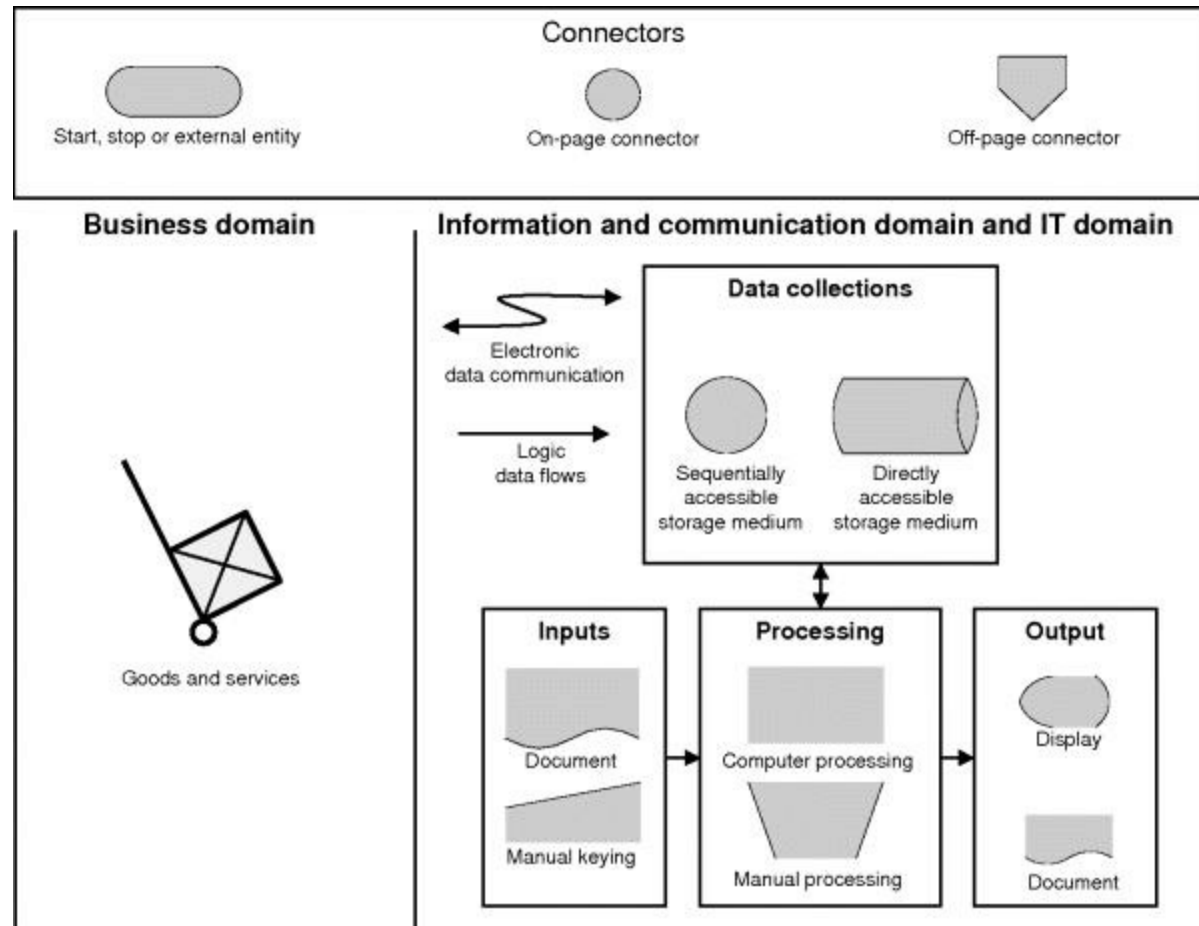 Connectors
Start, stop or external entity
On-page connector
Off-page connector
Business domain
Information and communication domain and IT domain
Data collections
Electronic
data communication
Logic
data flows
Sequentially
accessible
storage medium
Directly
accessible
storage medium
Goods and services
Inputs
Document
Manual keying
Processing
Computer processing
Manual processing
Output
Display
Document